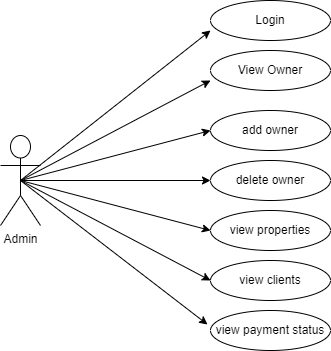 Login
View Owner
add owner
delete owner
Admin
view properties
view clients
view payment status